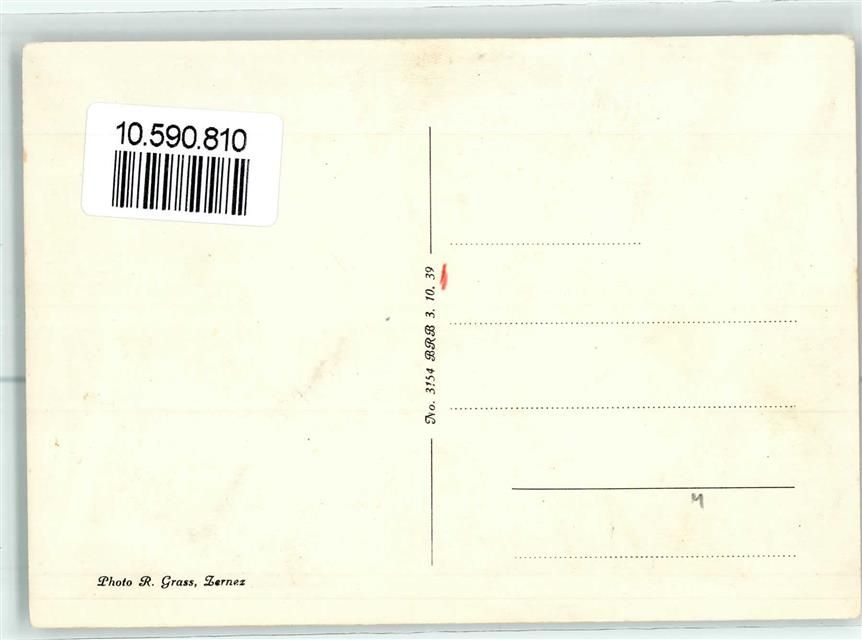 10.590.810
No. 3154 BRB 3. 10. 39
M
Photo R. Grass, Zernez